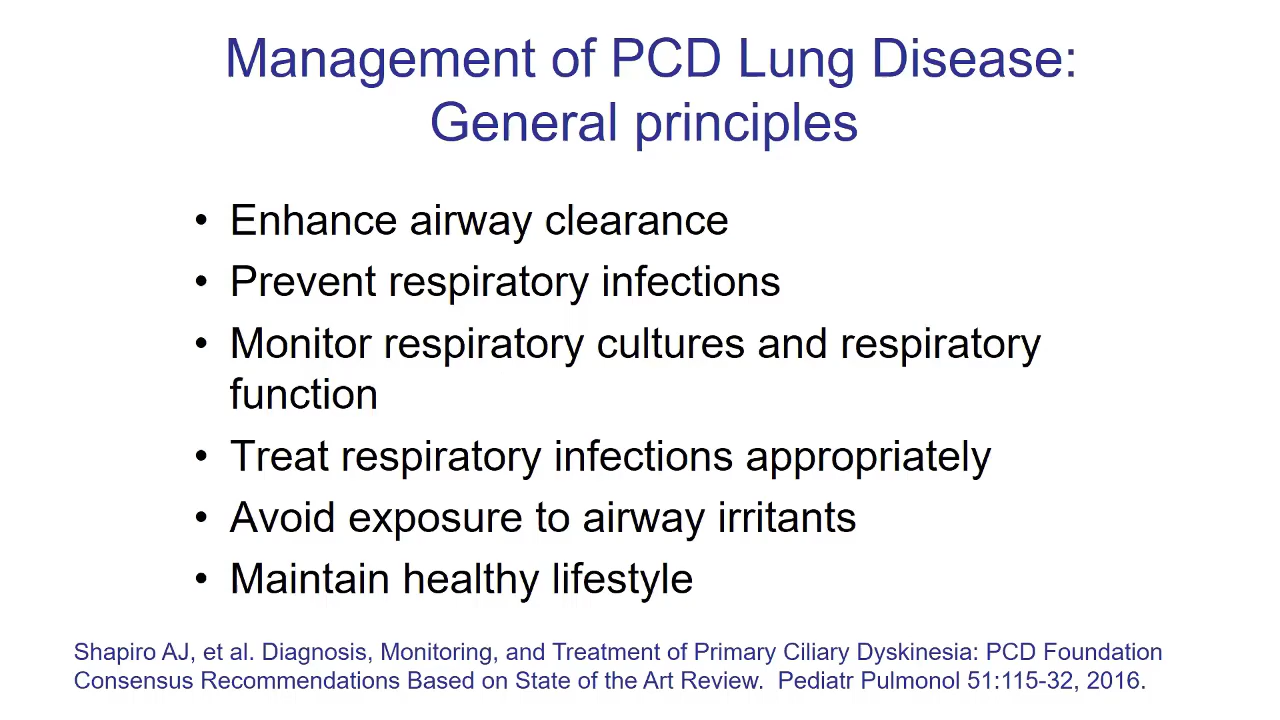 Management of PCD Lung Disease:
General principles
• Enhance airway clearance
• Prevent respiratory infections
• Monitor respiratory cultures and respiratory
function
• Treat respiratory infections appropriately
• Avoid exposure to airway irritants
• Maintain healthy lifestyle
Shapiro AJ, et al. Diagnosis, Monitoring, and Treatment of Primary Ciliary Dyskinesia: PCD Foundation
Consensus Recommendations Based on State of the Art Review.  Pediatr Pulmonol 51:115-32, 2016.